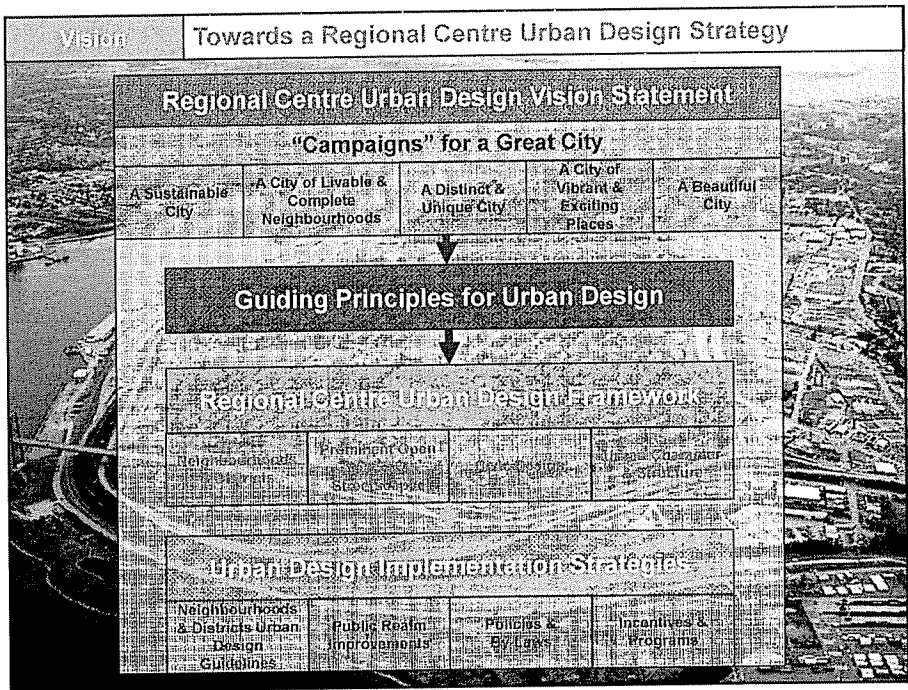 Vision
Towards a Regional Centre Urban Design Strategy
Regional Centre Urban Design Vision Statement
"Campaigns" for a Great City
A Sustainable
City
A City of Livable &
Complete
Neighbourhoods
A Distinct &
Unique City
A City of
Vibrant &
Exciting
Places
A Beautiful
City
Guiding Principles for Urban Design
Regional Centre Urban Design Framework
Neighbourhoods
Prominent Open
Streetscapes
& Structure
Urban Design Implementation Strategies
Neighbourhoods
& Districts Urban
Design
Guidelines
Public Realm
Improvements
Policies &
By Laws
Incentives &
Programs